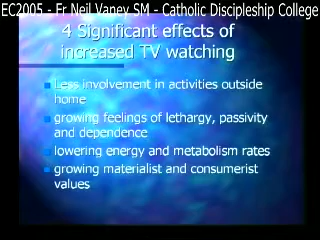 EC2005 - Fr Neil Vaney SM - Catholic Discipleship College
4 Significant effects of
increased TV watching
Less involvement in activities outside
home
growing feelings of lethargy, passivity
and dependence
lowering energy and metabolism rates
growing materialist and consumerist
values